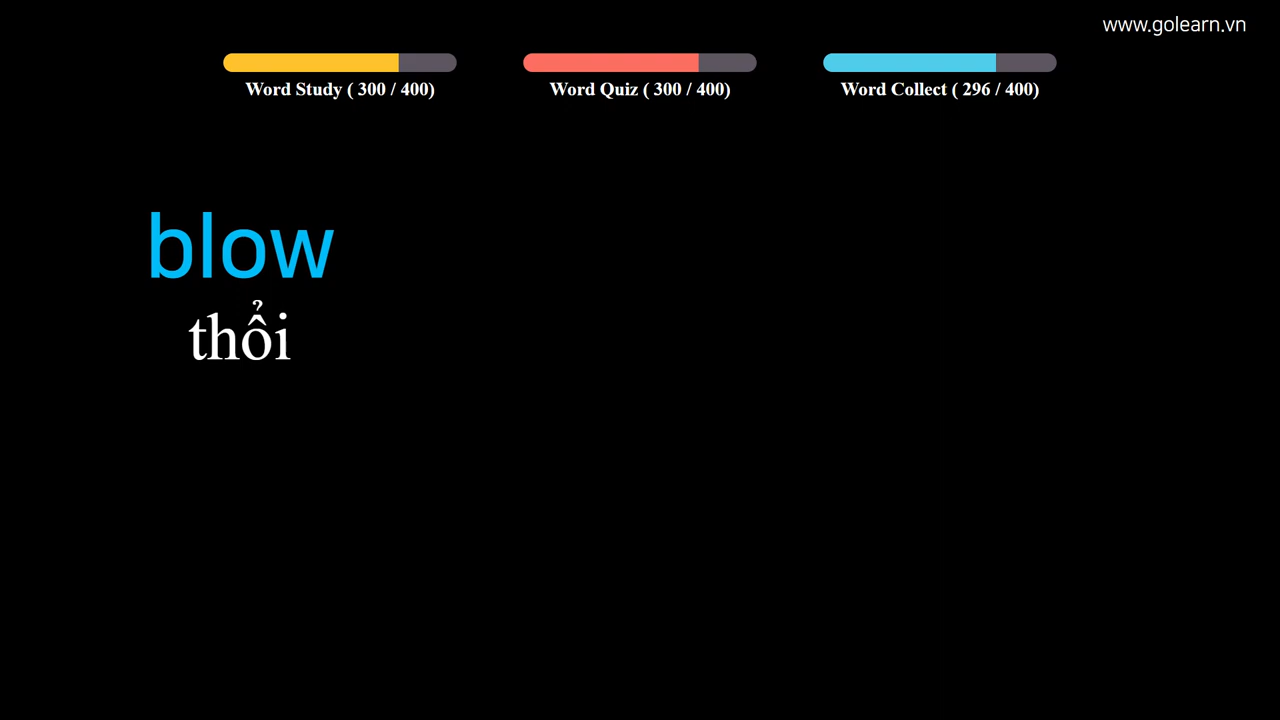 www.golearn.vn
Word Study ( 300 / 400)
Word Quiz ( 300 / 400)
Word Collect ( 296 / 400)
blow
thổi